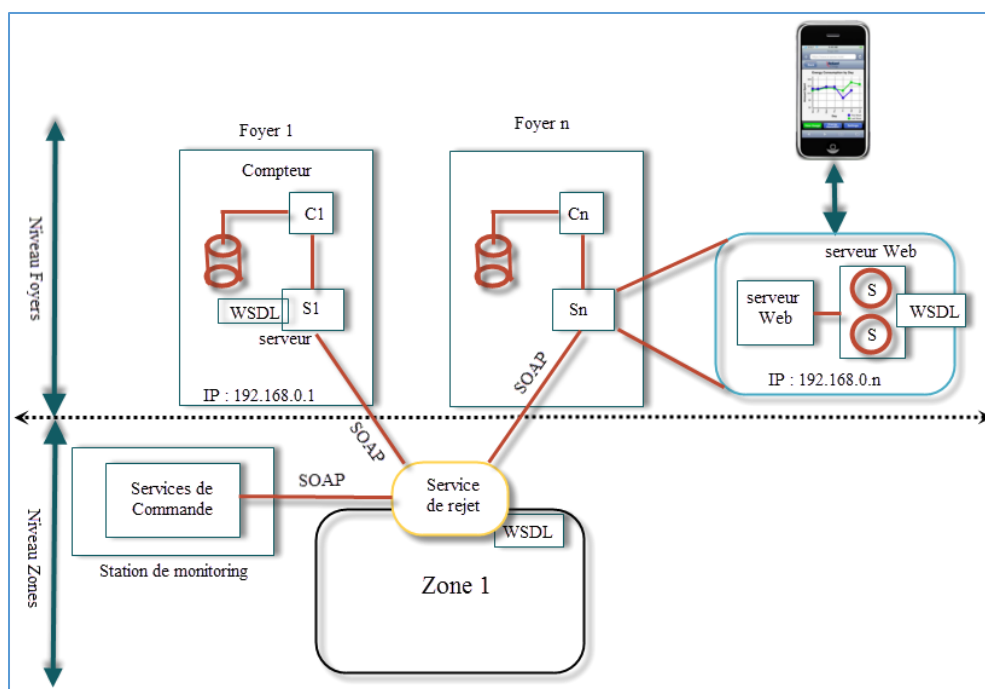 Foyer 1
Foyer n
Niveau Foyers
Compteur
C1
Cn
WSDL
S1
serveur
Sn
IP : 192.168.0.1
serveur Web
serveur
Web
S
S
WSDL
IP : 192.168.0.n
SOAP
SOAP
Niveau Zones
Services de
Commande
SOAP
Service
de rejet
WSDL
Station de monitoring
Zone 1